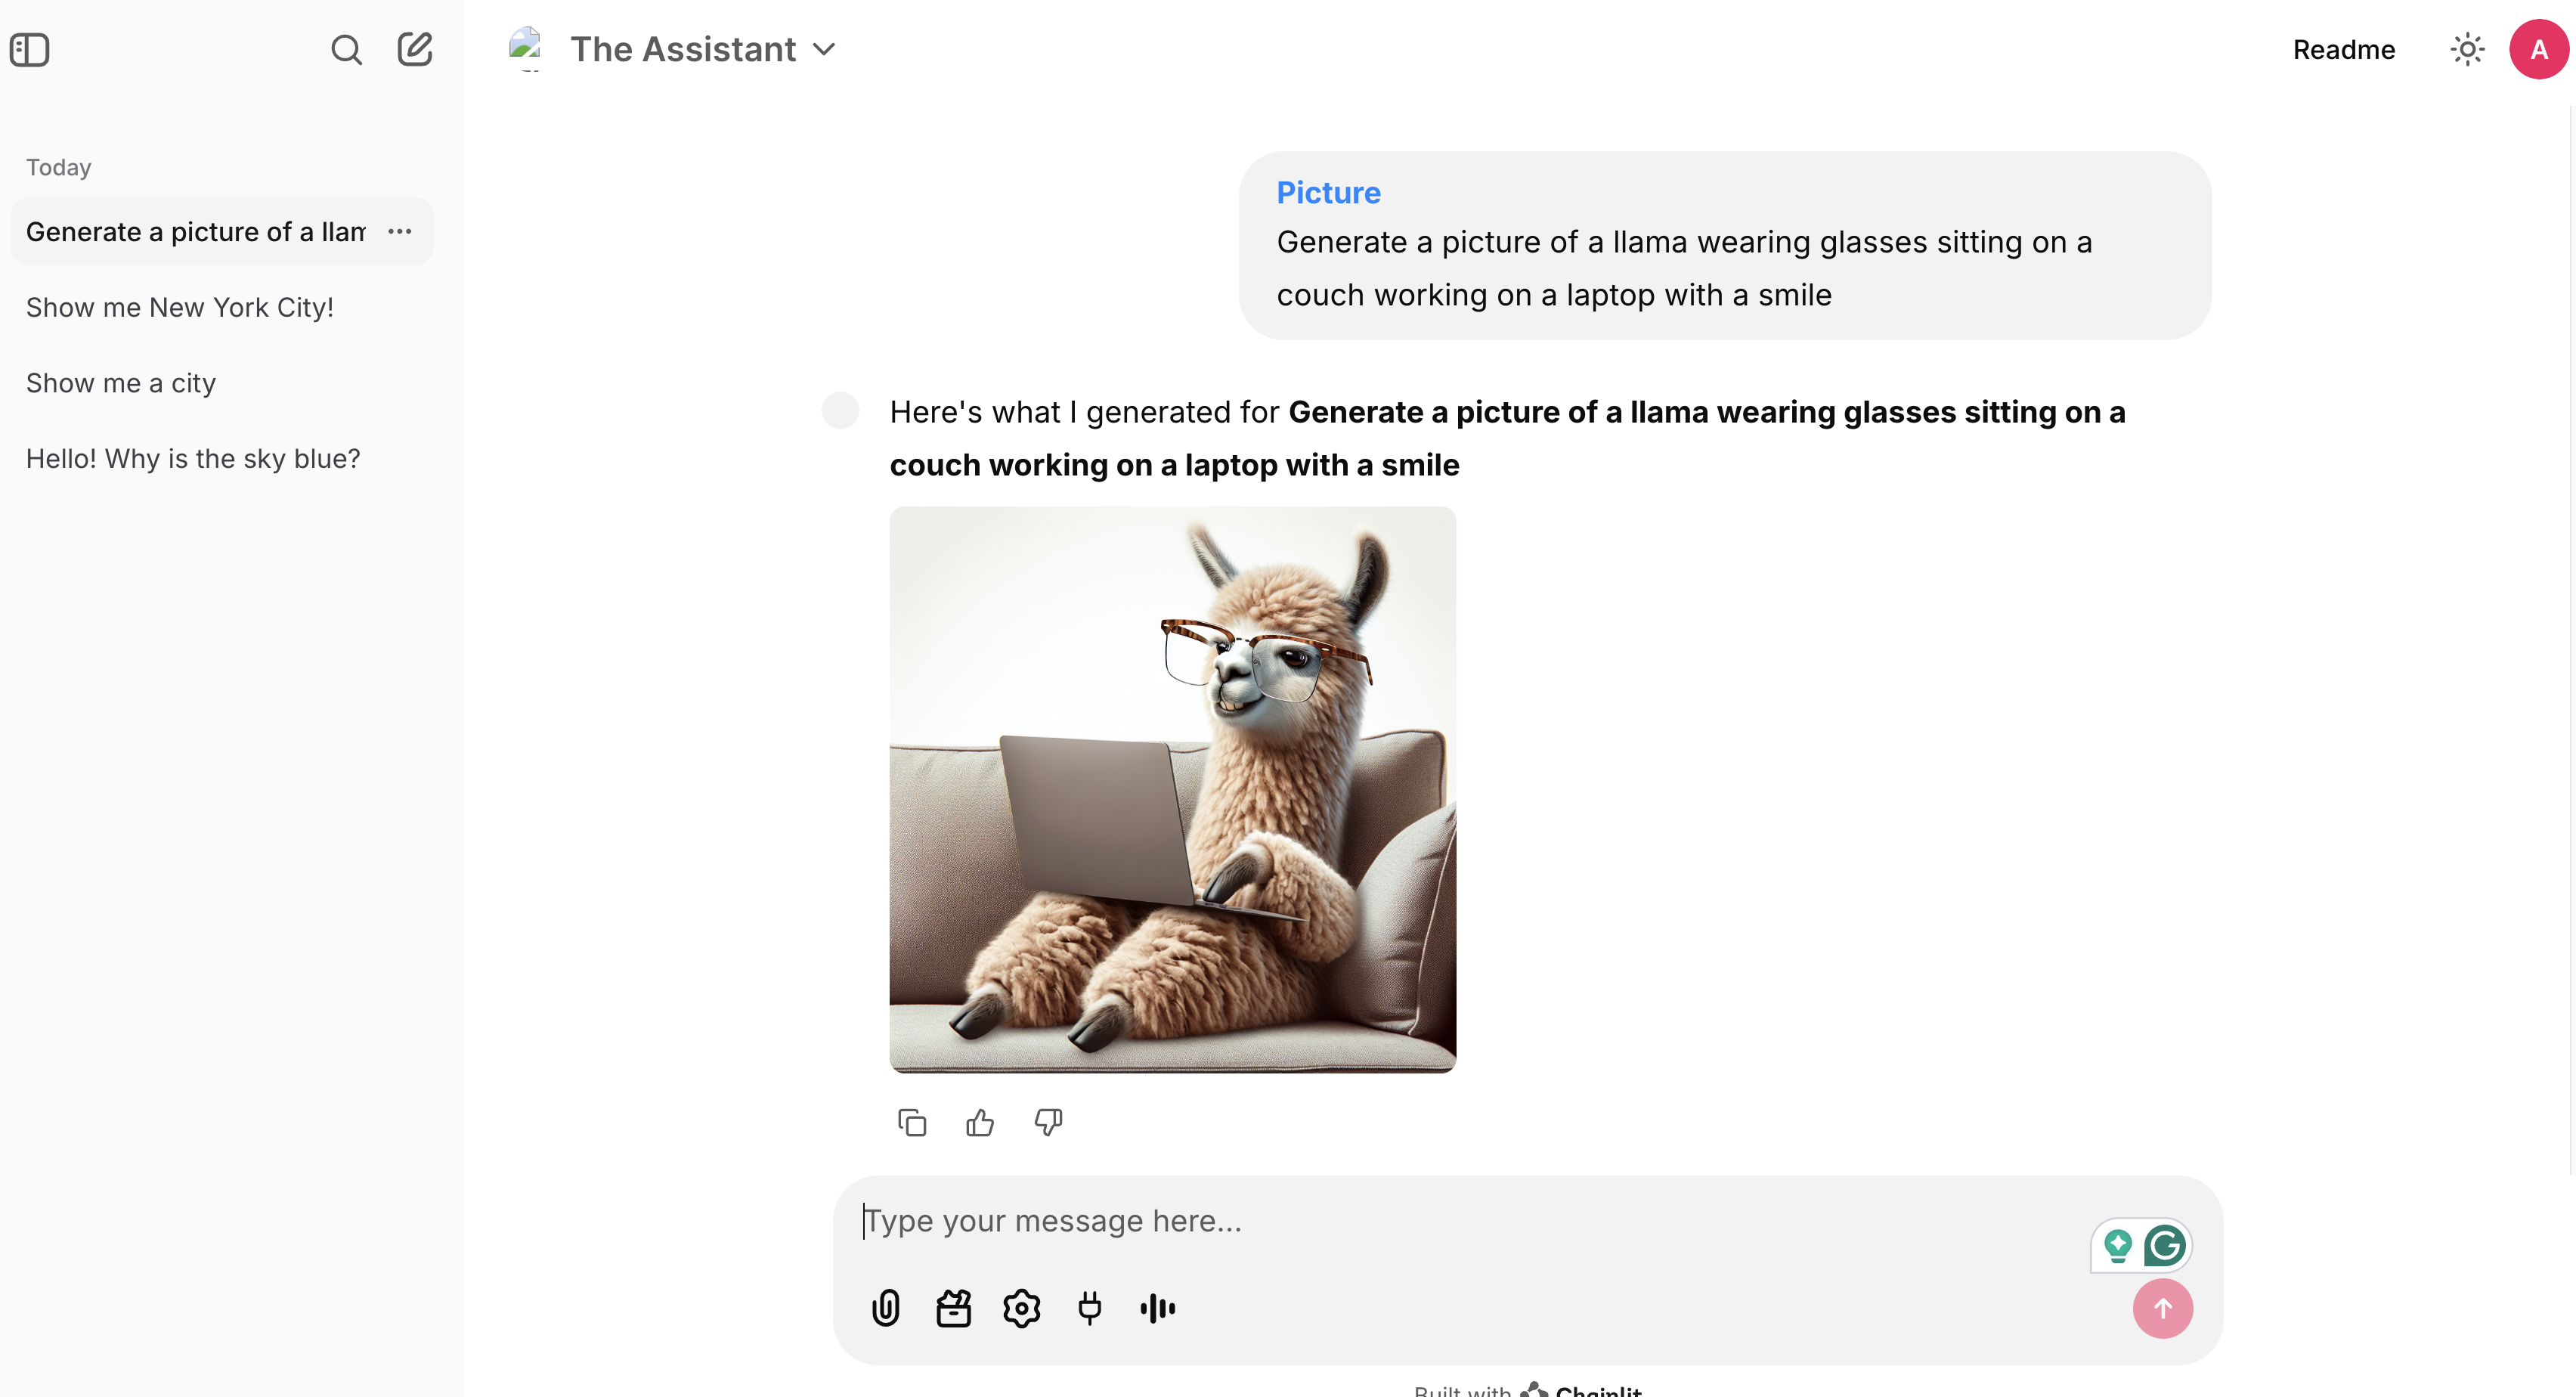 The Assistant
Readme
A
Today
Generate a picture of a llam
Show me New York City!
Show me a city
Hello! Why is the sky blue?
Picture
Generate a picture of a llama wearing glasses sitting on a
couch working on a laptop with a smile
Here's what I generated for Generate a picture of a llama wearing glasses sitting on a
couch working on a laptop with a smile
Type your message here...
Built with Chainlit